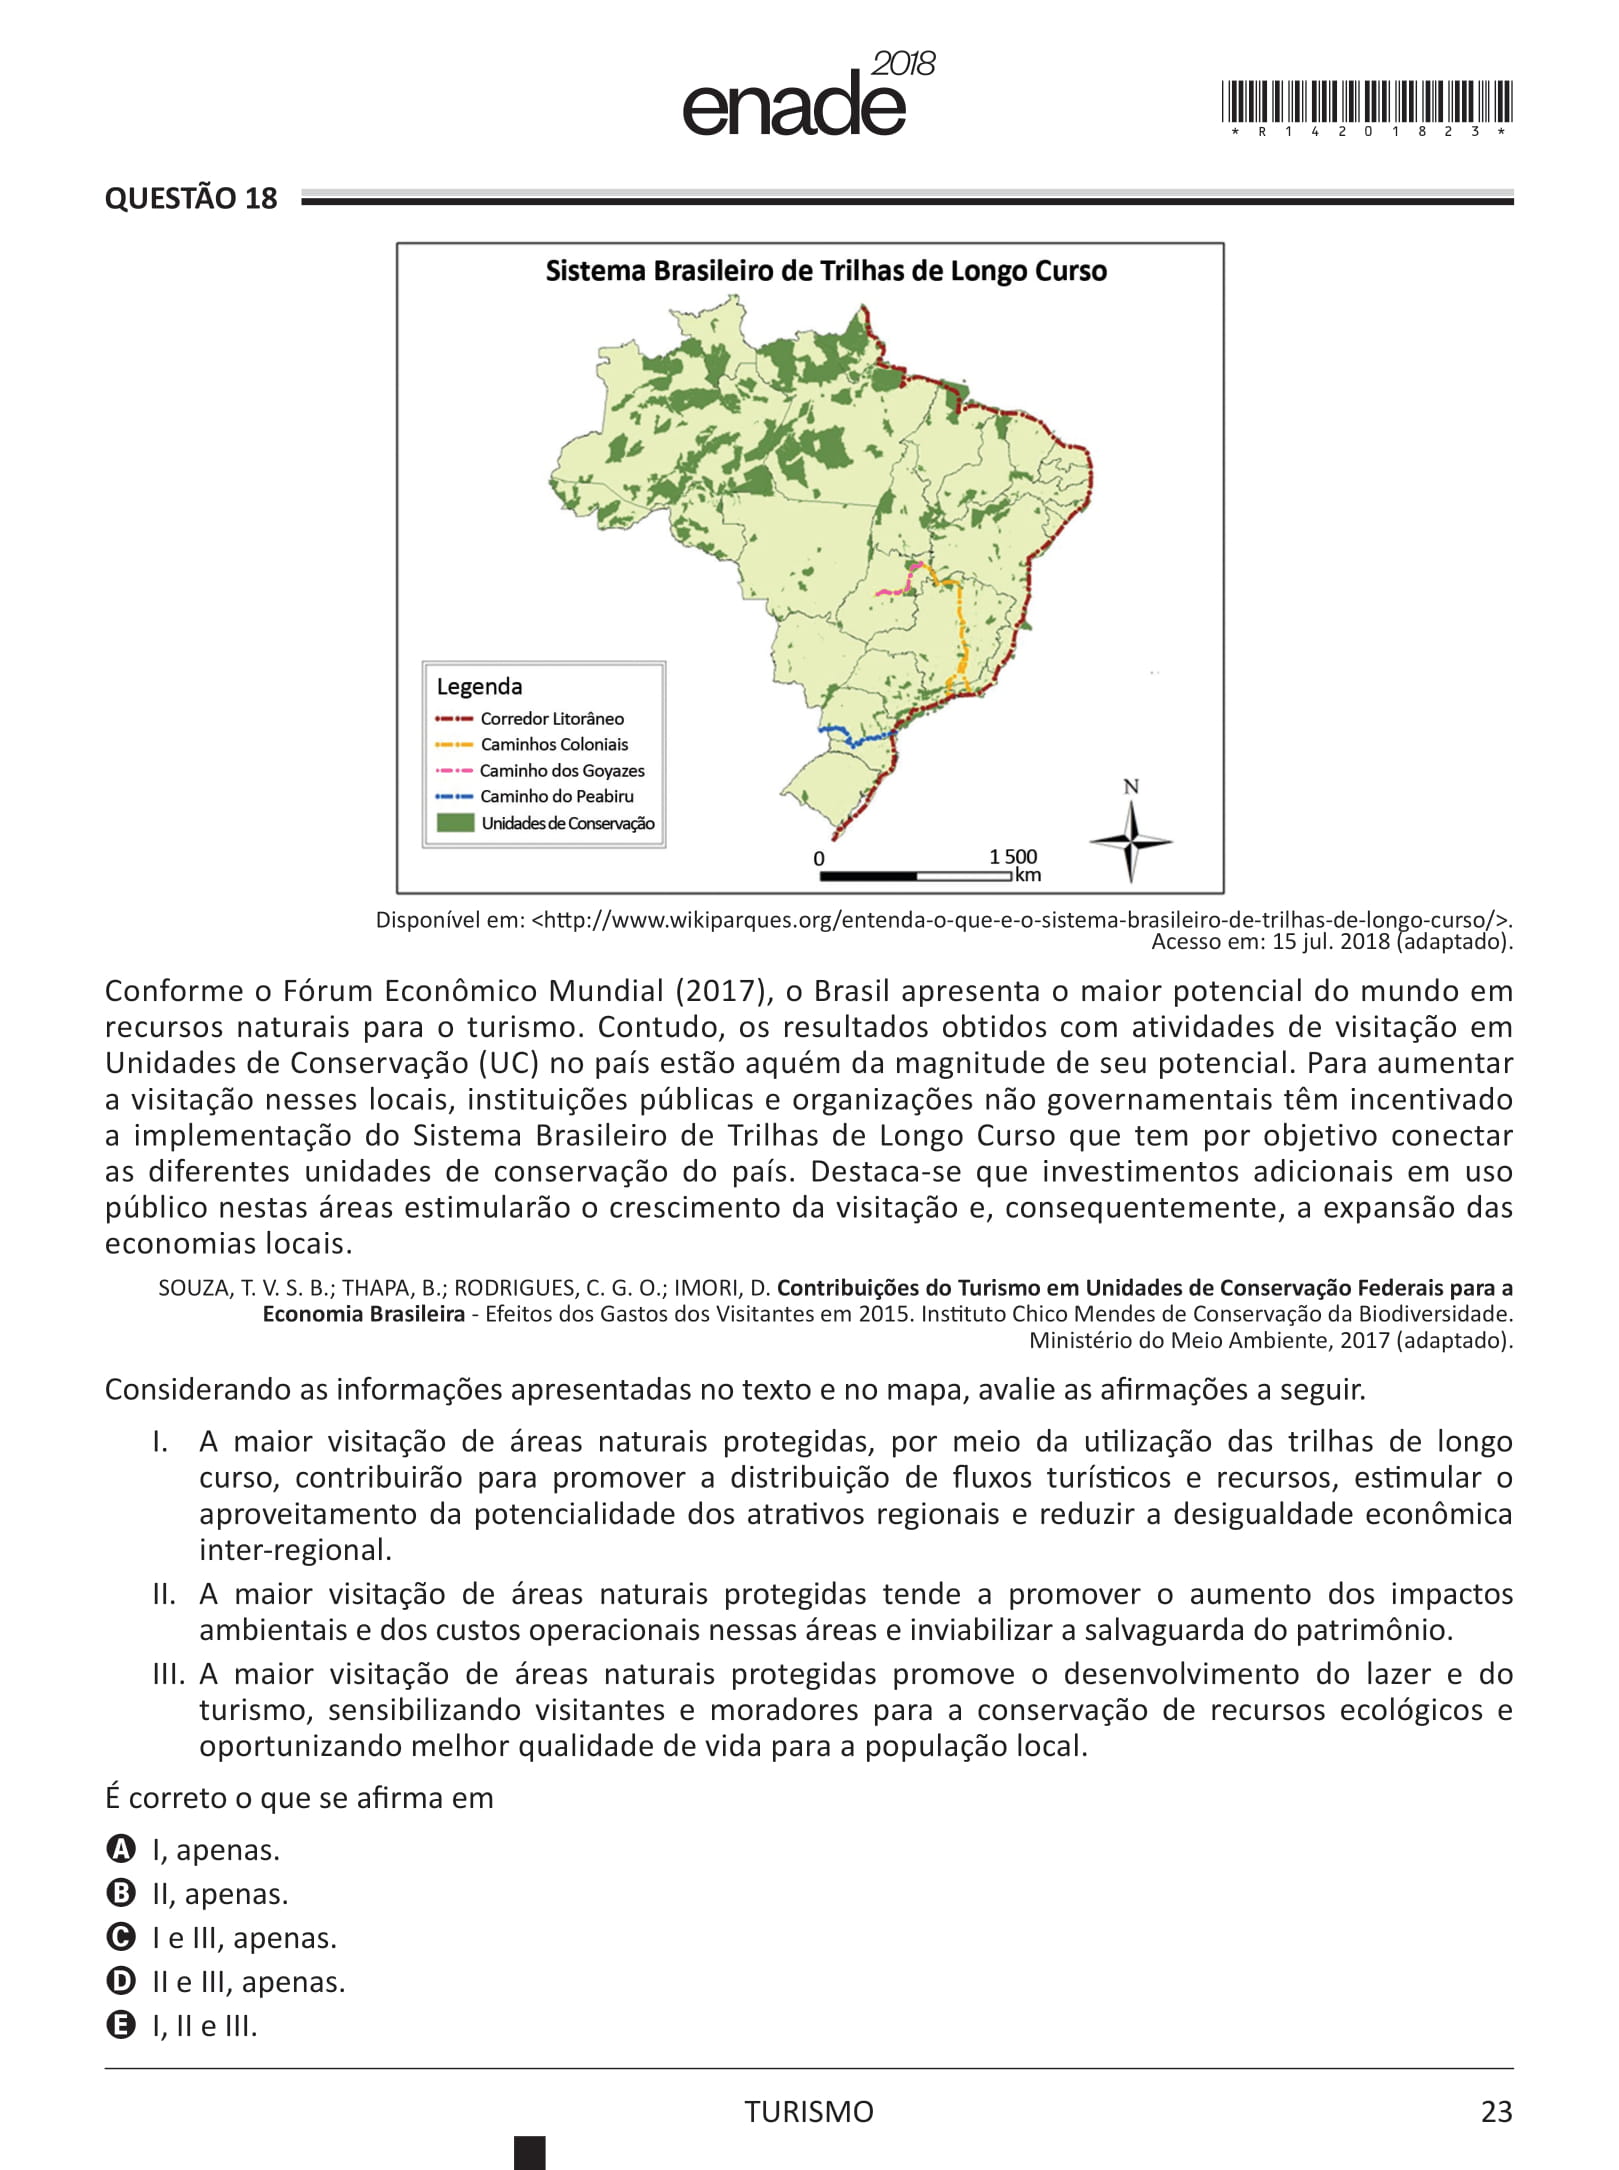 enade2018
*R14201823*
QUESTÃO 18
Sistema Brasileiro de Trilhas de Longo Curso
Legenda
Corredor Litorâneo
Caminhos Coloniais
Caminho dos Goyazes
Caminho do Peabiru
Unidades de Conservação
N
0 1 500
km
Disponível em: <http://www.wikiparques.org/entenda-o-que-e-o-sistema-brasileiro-de-trilhas-de-longo-curso/>.
Acesso em: 15 jul. 2018 (adaptado).
Conforme o Fórum Econômico Mundial (2017), o Brasil apresenta o maior potencial do mundo em
recursos naturais para o turismo. Contudo, os resultados obtidos com atividades de visitação em
Unidades de Conservação (UC) no país estão aquém da magnitude de seu potencial. Para aumentar
a visitação nesses locais, instituições públicas e organizações não governamentais têm incentivado
a implementação do Sistema Brasileiro de Trilhas de Longo Curso que tem por objetivo conectar
as diferentes unidades de conservação do país. Destaca-se que investimentos adicionais em uso
público nestas áreas estimularão o crescimento da visitação e, consequentemente, a expansão das
economias locais.
SOUZA, T. V. S. B.; THAPA, B.; RODRIGUES, C. G. O.; IMORI, D. Contribuições do Turismo em Unidades de Conservação Federais para a
Economia Brasileira - Efeitos dos Gastos dos Visitantes em 2015. Instituto Chico Mendes de Conservação da Biodiversidade.
Ministério do Meio Ambiente, 2017 (adaptado).
Considerando as informações apresentadas no texto e no mapa, avalie as afirmações a seguir.
I. A maior visitação de áreas naturais protegidas, por meio da utilização das trilhas de longo
curso, contribuirão para promover a distribuição de fluxos turísticos e recursos, estimular o
aproveitamento da potencialidade dos atrativos regionais e reduzir a desigualdade econômica
inter-regional.
II. A maior visitação de áreas naturais protegidas tende a promover o aumento dos impactos
ambientais e dos custos operacionais nessas áreas e inviabilizar a salvaguarda do patrimônio.
III. A maior visitação de áreas naturais protegidas promove o desenvolvimento do lazer e do
turismo, sensibilizando visitantes e moradores para a conservação de recursos ecológicos e
oportunizando melhor qualidade de vida para a população local.
É correto o que se afirma em
A I, apenas.
B II, apenas.
C I e III, apenas.
D II e III, apenas.
E I, II e III.
TURISMO
23